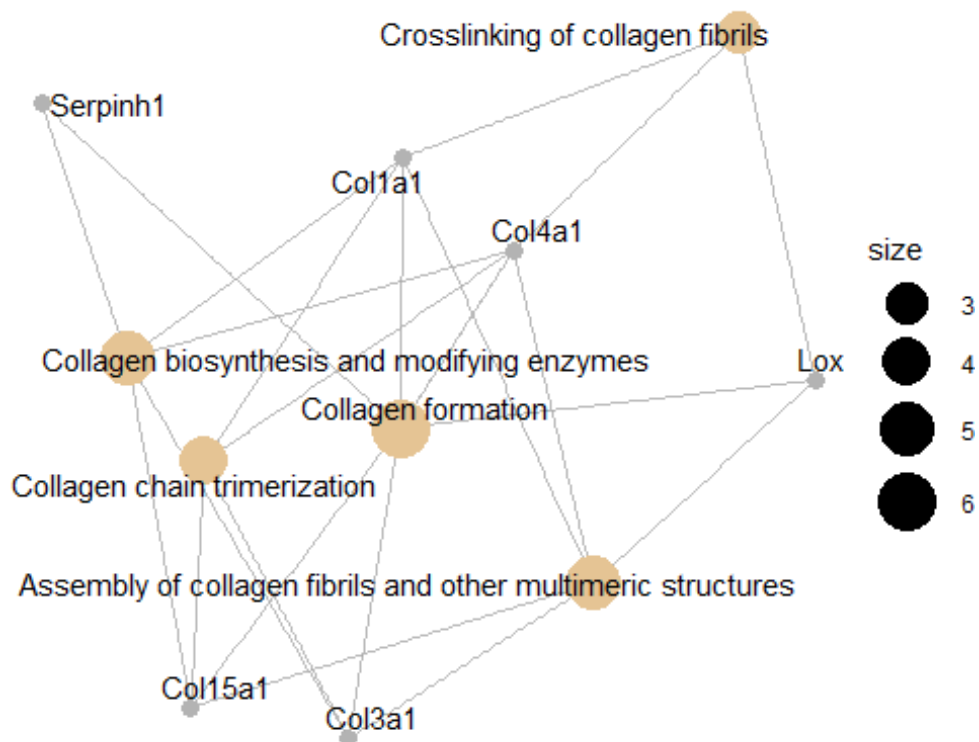 Crosslinking of collagen fibrils
Serpinh1
Col1a1
Col4a1
size
3
Collagen biosynthesis and modifying enzymes
Lox
4
Collagen formation
5
Collagen chain trimerization
6
Assembly of collagen fibrils and other multimeric structures
Col15a1
Col3a1